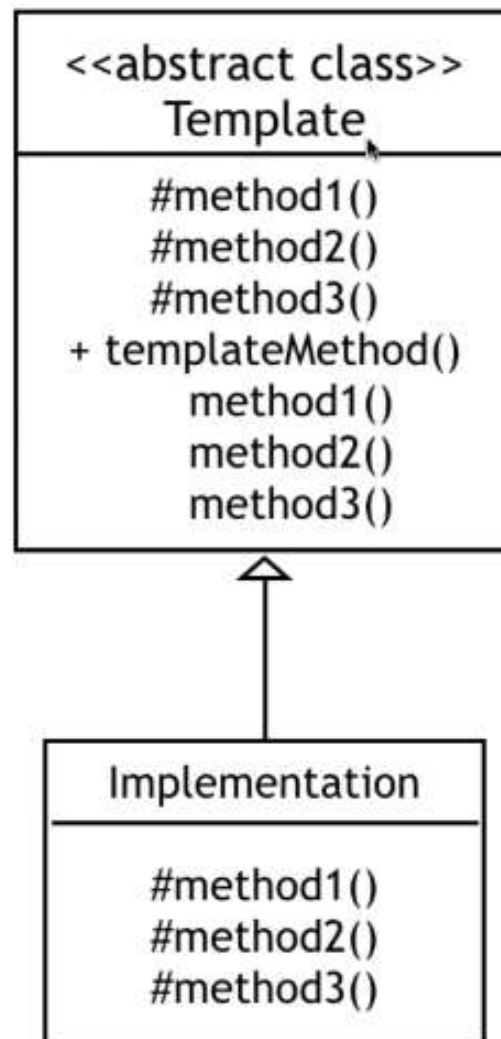 <<abstract class>>
Template
#method1()
#method2()
#method3()
+ templateMethod()
method1()
method2()
method3()
Implementation
#method1()
#method2()
#method3()